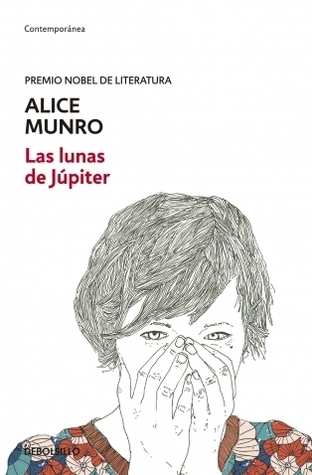 Contemporánea
PREMIO NOBEL DE LITERATURA
ALICE
MUNRO
Las lunas
de Júpiter
DEBOLSILLO